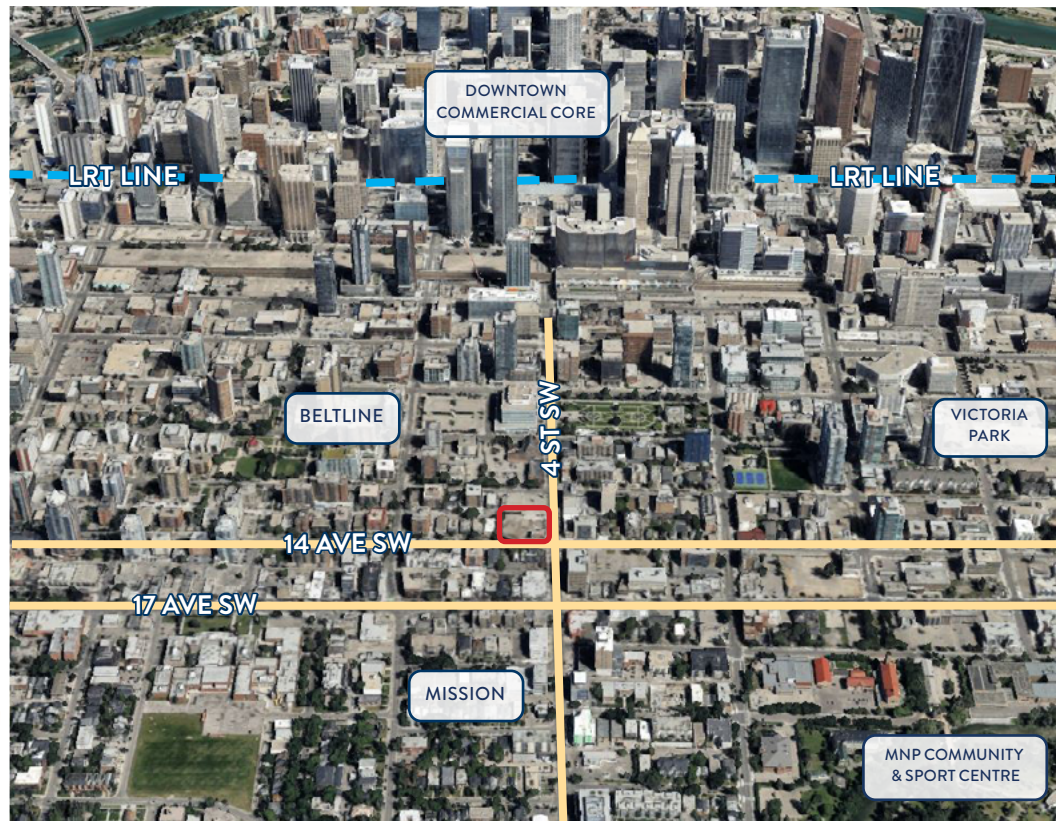 DOWNTOWN
COMMERCIAL CORE
LRT LINE
LRT LINE
4 ST SW
BELTLINE
VICTORIA
PARK
14 AVE SW
17 AVE SW
MISSION
MNP COMMUNITY
& SPORT CENTRE